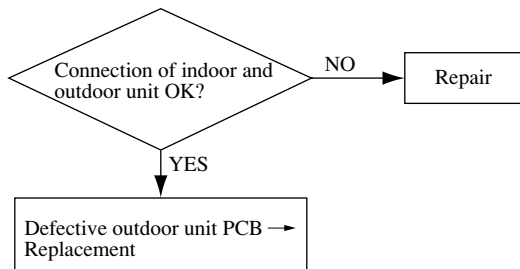 Connection of indoor and
outdoor unit OK?
NO
Repair
YES
Defective outdoor unit PCB →
Replacement